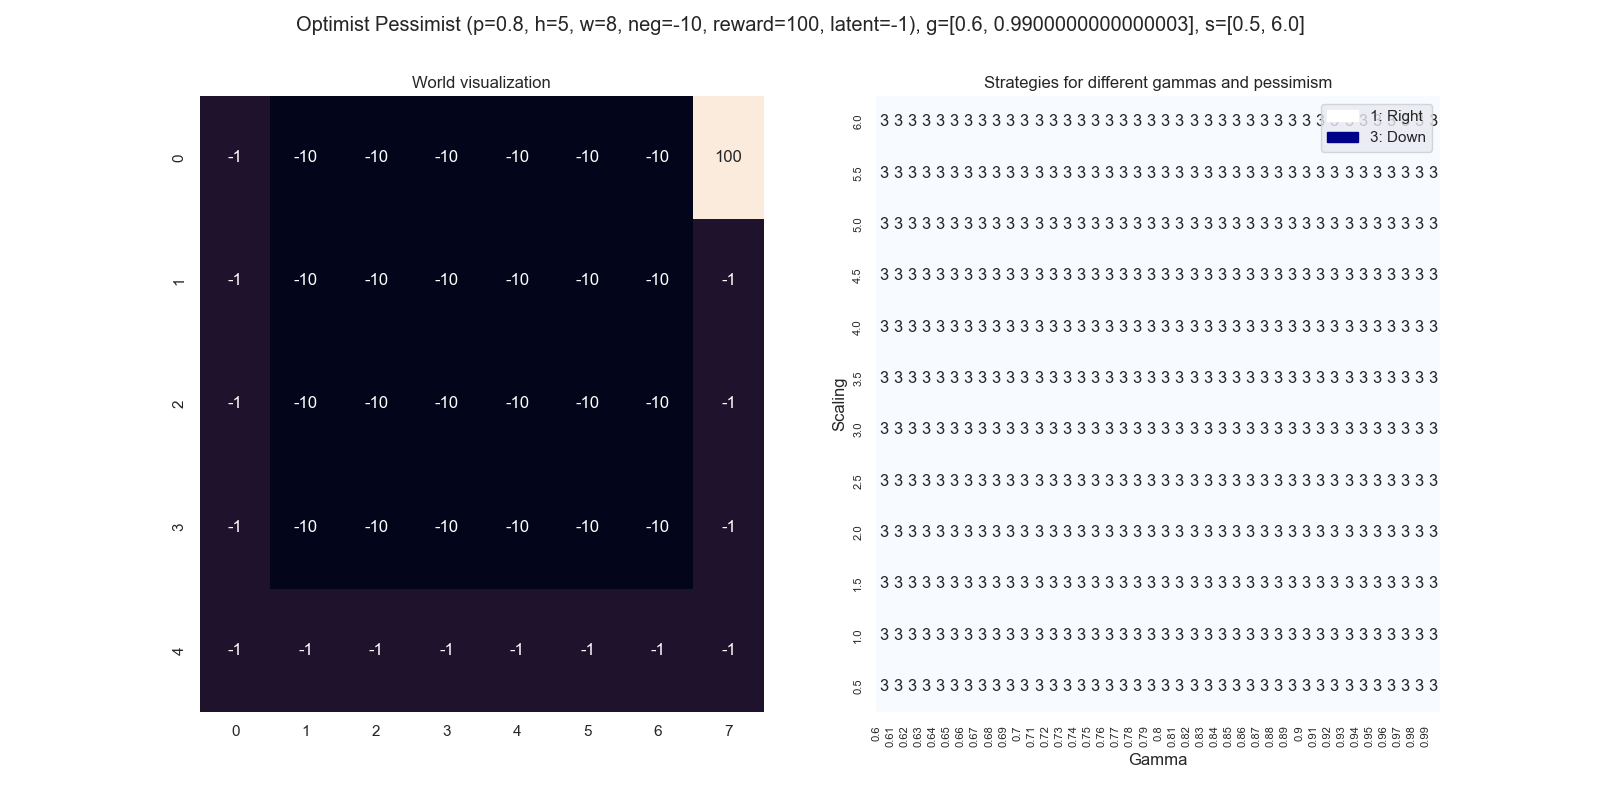 Optimist Pessimist (p=0.8, h=5, w=8, neg=-10, reward=100, latent=-1), g=[0.6, 0.9900000000000003], s=[0.5, 6.0]
World visualization
0 -1 -10 -10 -10 -10 -10 -10 100
1 -1 -10 -10 -10 -10 -10 -10 -1
2 -1 -10 -10 -10 -10 -10 -10 -1
3 -1 -10 -10 -10 -10 -10 -10 -1
4 -1 -1 -1 -1 -1 -1 -1 -1
0 1 2 3 4 5 6 7
Strategies for different gammas and pessimism
1: Right
3: Down
Scaling
6.0 3 3 3 3 3 3 3 3 3 3 3 3 3 3 3 3 3 3 3 3 3 3 3 3 3 3 3 3 3 3 3 3 3
5.5 3 3 3 3 3 3 3 3 3 3 3 3 3 3 3 3 3 3 3 3 3 3 3 3 3 3 3 3 3 3 3 3 3 3 3 3 3 3 3 3
5.0 3 3 3 3 3 3 3 3 3 3 3 3 3 3 3 3 3 3 3 3 3 3 3 3 3 3 3 3 3 3 3 3 3 3 3 3 3 3 3 3
4.5 3 3 3 3 3 3 3 3 3 3 3 3 3 3 3 3 3 3 3 3 3 3 3 3 3 3 3 3 3 3 3 3 3 3 3 3 3 3 3 3
4.0 3 3 3 3 3 3 3 3 3 3 3 3 3 3 3 3 3 3 3 3 3 3 3 3 3 3 3 3 3 3 3 3 3 3 3 3 3 3 3 3
3.5 3 3 3 3 3 3 3 3 3 3 3 3 3 3 3 3 3 3 3 3 3 3 3 3 3 3 3 3 3 3 3 3 3 3 3 3 3 3 3 3
3.0 3 3 3 3 3 3 3 3 3 3 3 3 3 3 3 3 3 3 3 3 3 3 3 3 3 3 3 3 3 3 3 3 3 3 3 3 3 3 3 3
2.5 3 3 3 3 3 3 3 3 3 3 3 3 3 3 3 3 3 3 3 3 3 3 3 3 3 3 3 3 3 3 3 3 3 3 3 3 3 3 3 3
2.0 3 3 3 3 3 3 3 3 3 3 3 3 3 3 3 3 3 3 3 3 3 3 3 3 3 3 3 3 3 3 3 3 3 3 3 3 3 3 3 3
1.5 3 3 3 3 3 3 3 3 3 3 3 3 3 3 3 3 3 3 3 3 3 3 3 3 3 3 3 3 3 3 3 3 3 3 3 3 3 3 3 3
1.0 3 3 3 3 3 3 3 3 3 3 3 3 3 3 3 3 3 3 3 3 3 3 3 3 3 3 3 3 3 3 3 3 3 3 3 3 3 3 3 3
0.5 3 3 3 3 3 3 3 3 3 3 3 3 3 3 3 3 3 3 3 3 3 3 3 3 3 3 3 3 3 3 3 3 3 3 3 3 3 3 3 3
0.6 0.61 0.62 0.63 0.64 0.65 0.66 0.67 0.68 0.69 0.7 0.71 0.72 0.73 0.74 0.75 0.76 0.77 0.78 0.79 0.8 0.81 0.82 0.83 0.84 0.85 0.86 0.87 0.88 0.89 0.9 0.91 0.92 0.93 0.94 0.95 0.96 0.97 0.98 0.99
Gamma